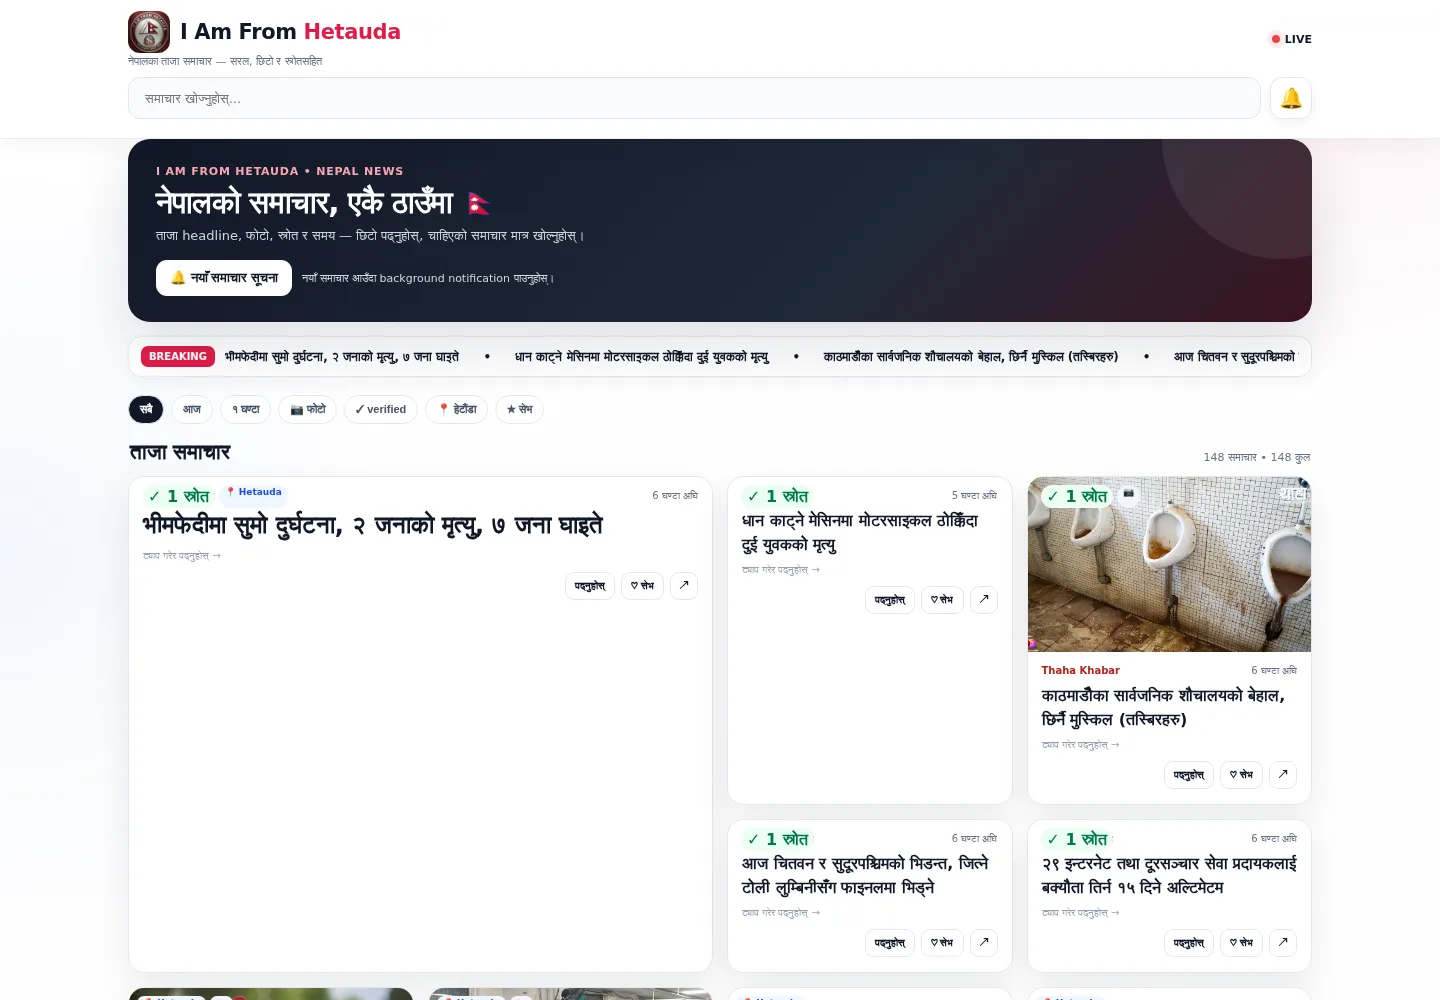 I Am From Hetauda
LIVE
नेपालका ताजा समाचार — सरल, छिटो र स्रोतसहित
समाचार खोज्नुहोस्...
I AM FROM HETAUDA • NEPAL NEWS
नेपालको समाचार, एकै ठाउँमा
ताजा headline, फोटो, स्रोत र समय — छिटो पढ्नुहोस्, चाहिएको समाचार मात्र खोल्नुहोस्।
नयाँ समाचार सूचना
नयाँ समाचार आउँदा background notification पाउनुहोस्।
BREAKING भीमफेदीमा सुमो दुर्घटना, २ जनाको मृत्यु, ७ जना घाइते • धान काट्ने मेसिनमा मोटरसाइकल ठोक्किँदा दुई युवकको मृत्यु • काठमाडौंका सार्वजनिक शौचालयको बेहाल, छिर्नै मुस्किल (तस्बिरहरु) • आज चितवन र सुदूरपश्चिमको
सबै आज १ घण्टा फोटो ✓ verified हेटौंडा ★ सेभ
ताजा समाचार
148 समाचार • 148 कुल
✓ 1 स्रोत Hetauda 6 घण्टा अघि
भीमफेदीमा सुमो दुर्घटना, २ जनाको मृत्यु, ७ जना घाइते
ट्याप गरेर पढ्नुहोस् →
पढ्नुहोस् ♡ सेभ ↗
✓ 1 स्रोत 5 घण्टा अघि
धान काट्ने मेसिनमा मोटरसाइकल ठोक्किँदा
दुई युवकको मृत्यु
ट्याप गरेर पढ्नुहोस् →
पढ्नुहोस् ♡ सेभ ↗
✓ 1 स्रोत
Thaha Khabar 6 घण्टा अघि
काठमाडौंका सार्वजनिक शौचालयको बेहाल,
छिर्नै मुस्किल (तस्बिरहरु)
ट्याप गरेर पढ्नुहोस् →
पढ्नुहोस् ♡ सेभ ↗
✓ 1 स्रोत 6 घण्टा अघि
आज चितवन र सुदूरपश्चिमको भिडन्त, जित्ने
टोली लुम्बिनीसँग फाइनलमा भिड्ने
ट्याप गरेर पढ्नुहोस् →
पढ्नुहोस् ♡ सेभ ↗
✓ 1 स्रोत 6 घण्टा अघि
२९ इन्टरनेट तथा दूरसञ्चार सेवा प्रदायकलाई
बक्यौता तिर्न १५ दिने अल्टिमेटम
ट्याप गरेर पढ्नुहोस् →
पढ्नुहोस् ♡ सेभ ↗